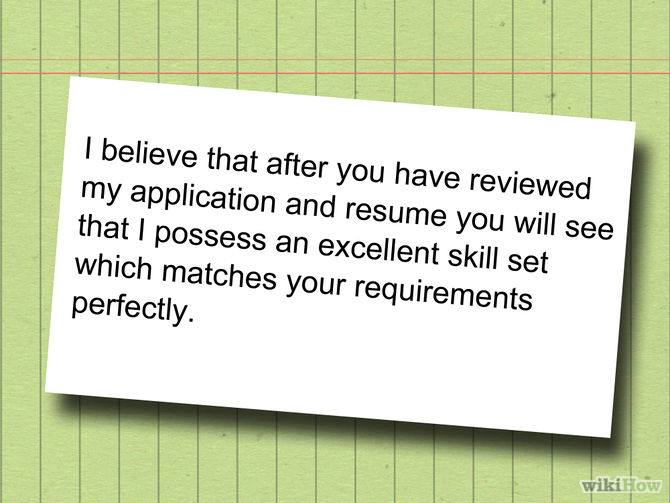 I believe that after you have reviewed
my application and resume you will see
that I possess an excellent skill set
which matches your requirements
perfectly.
wikiHow